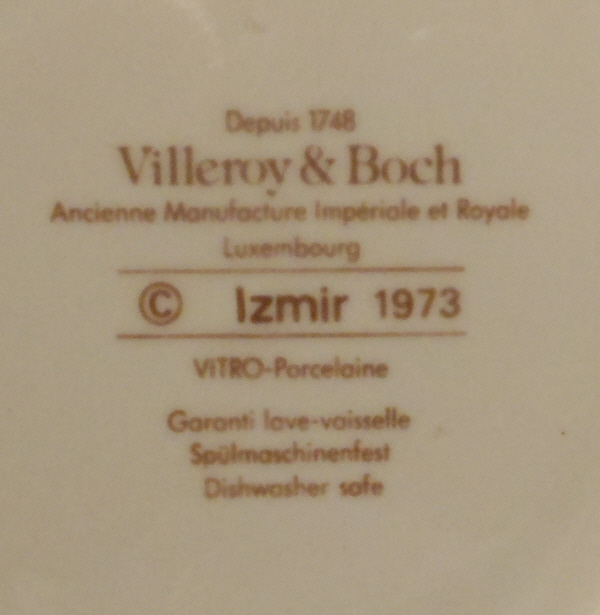 Depuis 1748
Villeroy & Boch
Ancienne Manufacture Impériale et Royale
Luxembourg
© Izmir 1973
VITRO-Porcelaine
Garanti lave-vaisselle
Spülmaschinenfest
Dishwasher safe